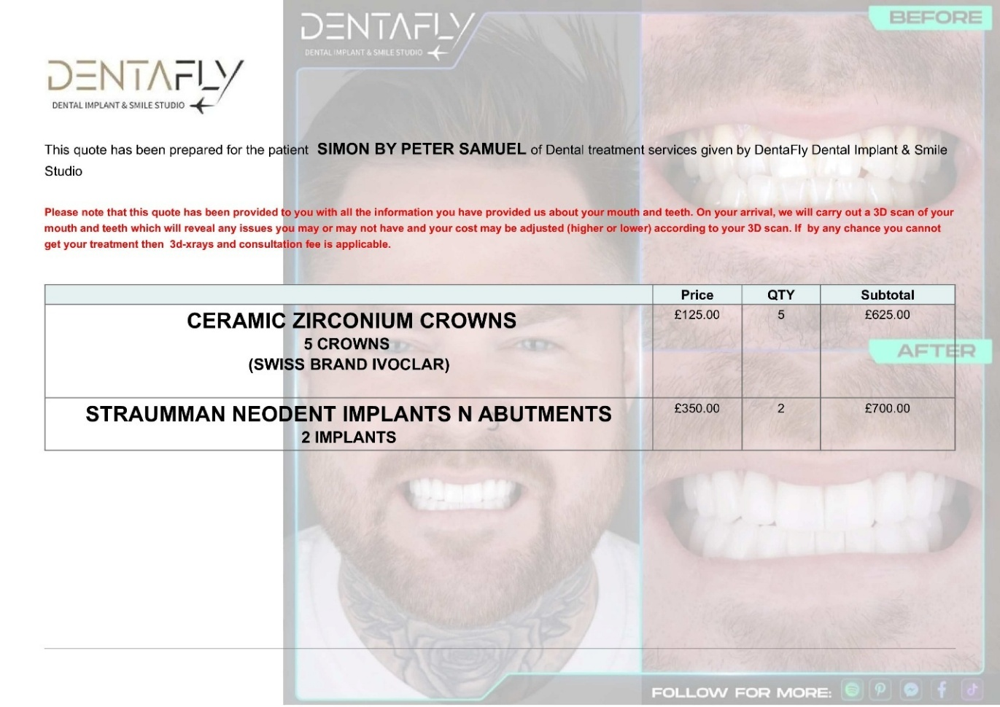 DENTAFLY
DENTAL IMPLANT & SMILE STUDIO
BEFORE
DENTAFLY
DENTAL IMPLANT & SMILE STUDIO
This quote has been prepared for the patient SIMON BY PETER SAMUEL of Dental treatment services given by DentaFly Dental Implant & Smile
Studio
Please note that this quote has been provided to you with all the information you have provided us about your mouth and teeth. On your arrival, we will carry out a 3D scan of your
mouth and teeth which will reveal any issues you may or may not have and your cost may be adjusted (higher or lower) according to your 3D scan. If by any chance you cannot
get your treatment then 3d-xrays and consultation fee is applicable.
Price QTY Subtotal
CERAMIC ZIRCONIUM CROWNS £125.00 5 £625.00
5 CROWNS
(SWISS BRAND IVOCLAR)
AFTER
STRAUMMAN NEODENT IMPLANTS N ABUTMENTS £350.00 2 £700.00
2 IMPLANTS
FOLLOW FOR MORE: